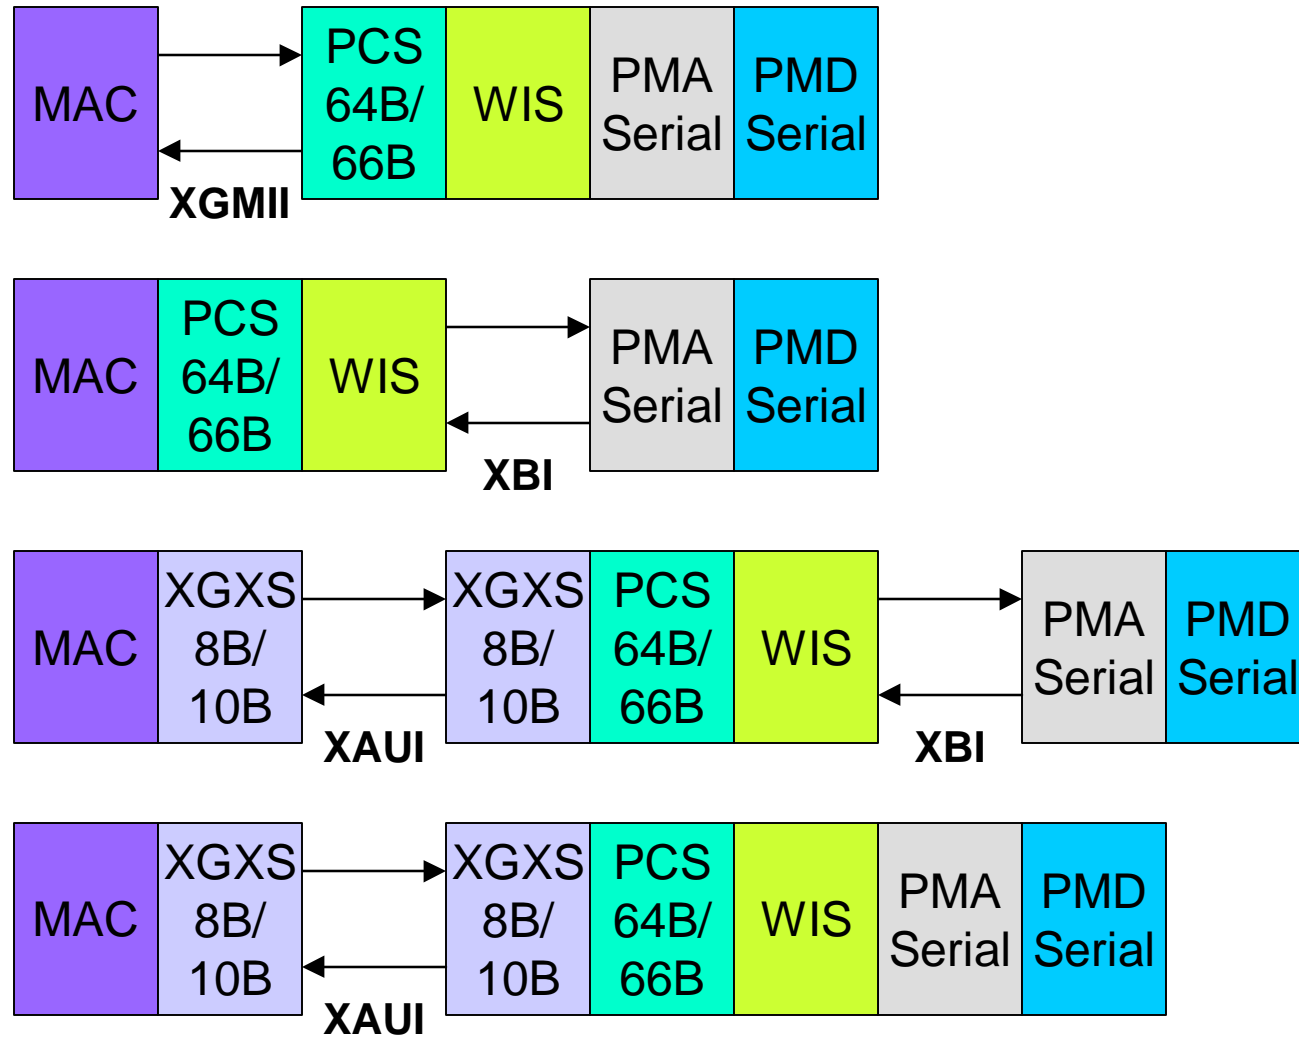 MAC
PCS
64B/
66B
WIS
PMA
Serial
PMD
Serial
XGMII
MAC
PCS
64B/
66B
WIS
PMA
Serial
PMD
Serial
XBI
MAC
XGXS
8B/
10B
XGXS
8B/
10B
PCS
64B/
66B
WIS
PMA
Serial
PMD
Serial
XAUI
XBI
MAC
XGXS
8B/
10B
XGXS
8B/
10B
PCS
64B/
66B
WIS
PMA
Serial
PMD
Serial
XAUI